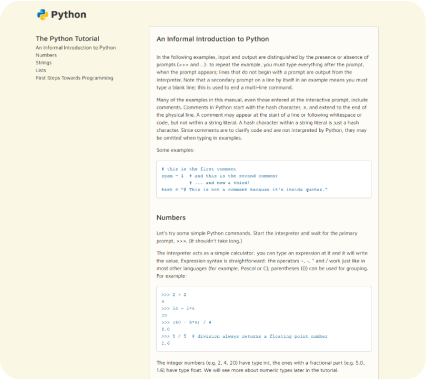 Python
The Python Tutorial
An Informal Introduction to Python
Numbers
Strings
Lists
First Steps Towards Programming
An Informal Introduction to Python
In the following examples, input and output are distinguished by the presence or absence of
prompts (>>> and ...): to repeat the example, you must type everything after the prompt,
when the prompt appears; lines that do not begin with a prompt are output from the
interpreter. Note that a secondary prompt on a line by itself in an example means you must
type a blank line; this is used to end a multi-line command.
Many of the examples in this manual, even those entered at the interactive prompt, include
comments. Comments in Python start with the hash character, #, and extend to the end of
the physical line. A comment may appear at the start of a line or following whitespace or
code, but not within a string literal. A hash character within a string literal is just a hash
character. Since comments are to clarify code and are not interpreted by Python, they may
be omitted when typing in examples.
Some examples:
# this is the first comment
spam = 1 # and this is the second comment
# ... and now a third!
text = "# This is not a comment because it's inside quotes."
Numbers
Let's try some simple Python commands. Start the interpreter and wait for the primary
prompt, >>>. (It shouldn't take long.)
The interpreter acts as a simple calculator: you can type an expression at it and it will write
the value. Expression syntax is straightforward: the operators +, -, * and / work just like in
most other languages (for example, Pascal or C); parentheses (()) can be used for grouping.
For example:
>>> 2 + 2
4
>>> 50 - 5*6
20
>>> (50 - 5*6) / 4
5.0
>>> 8 / 5 # division always returns a floating point number
1.6
The integer numbers (e.g. 2, 4, 20) have type int, the ones with a fractional part (e.g. 5.0,
1.6) have type float. We will see more about numeric types later in the tutorial.